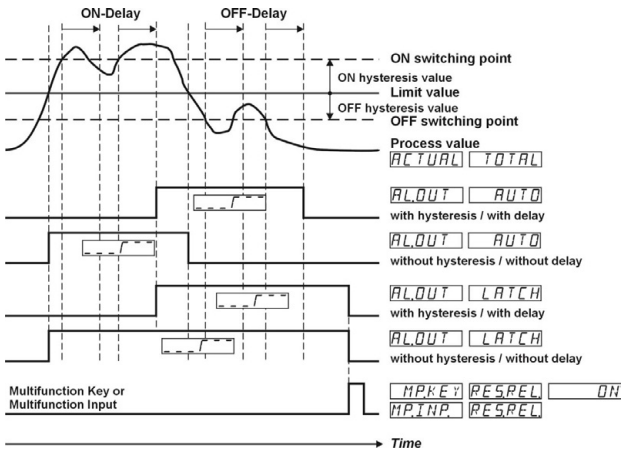 ON-Delay OFF-Delay
ON switching point
ON hysteresis value
Limit value
OFF hysteresis value
OFF switching point
Process value
ACTUAL TOTAL
AL.OUT AUTO
with hysteresis / with delay
AL.OUT AUTO
without hysteresis / without delay
AL.OUT LATCH
with hysteresis / with delay
AL.OUT LATCH
without hysteresis / without delay
Multifunction Key or
Multifunction Input
MP.KEY RES.REL. ON
MP.INP. RES.REL.
Time